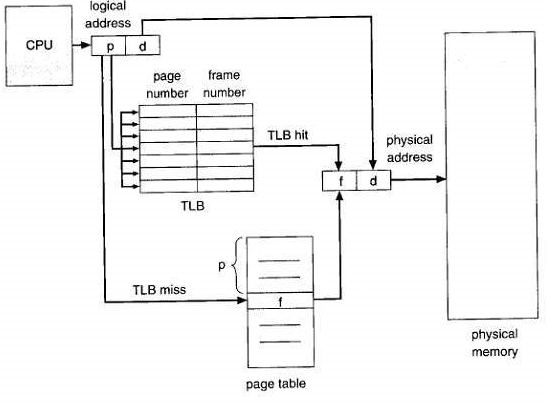 logical
address
CPU
p d
page
number
frame
number
TLB hit
physical
address
f d
TLB
p
TLB miss
f
physical
memory
page table